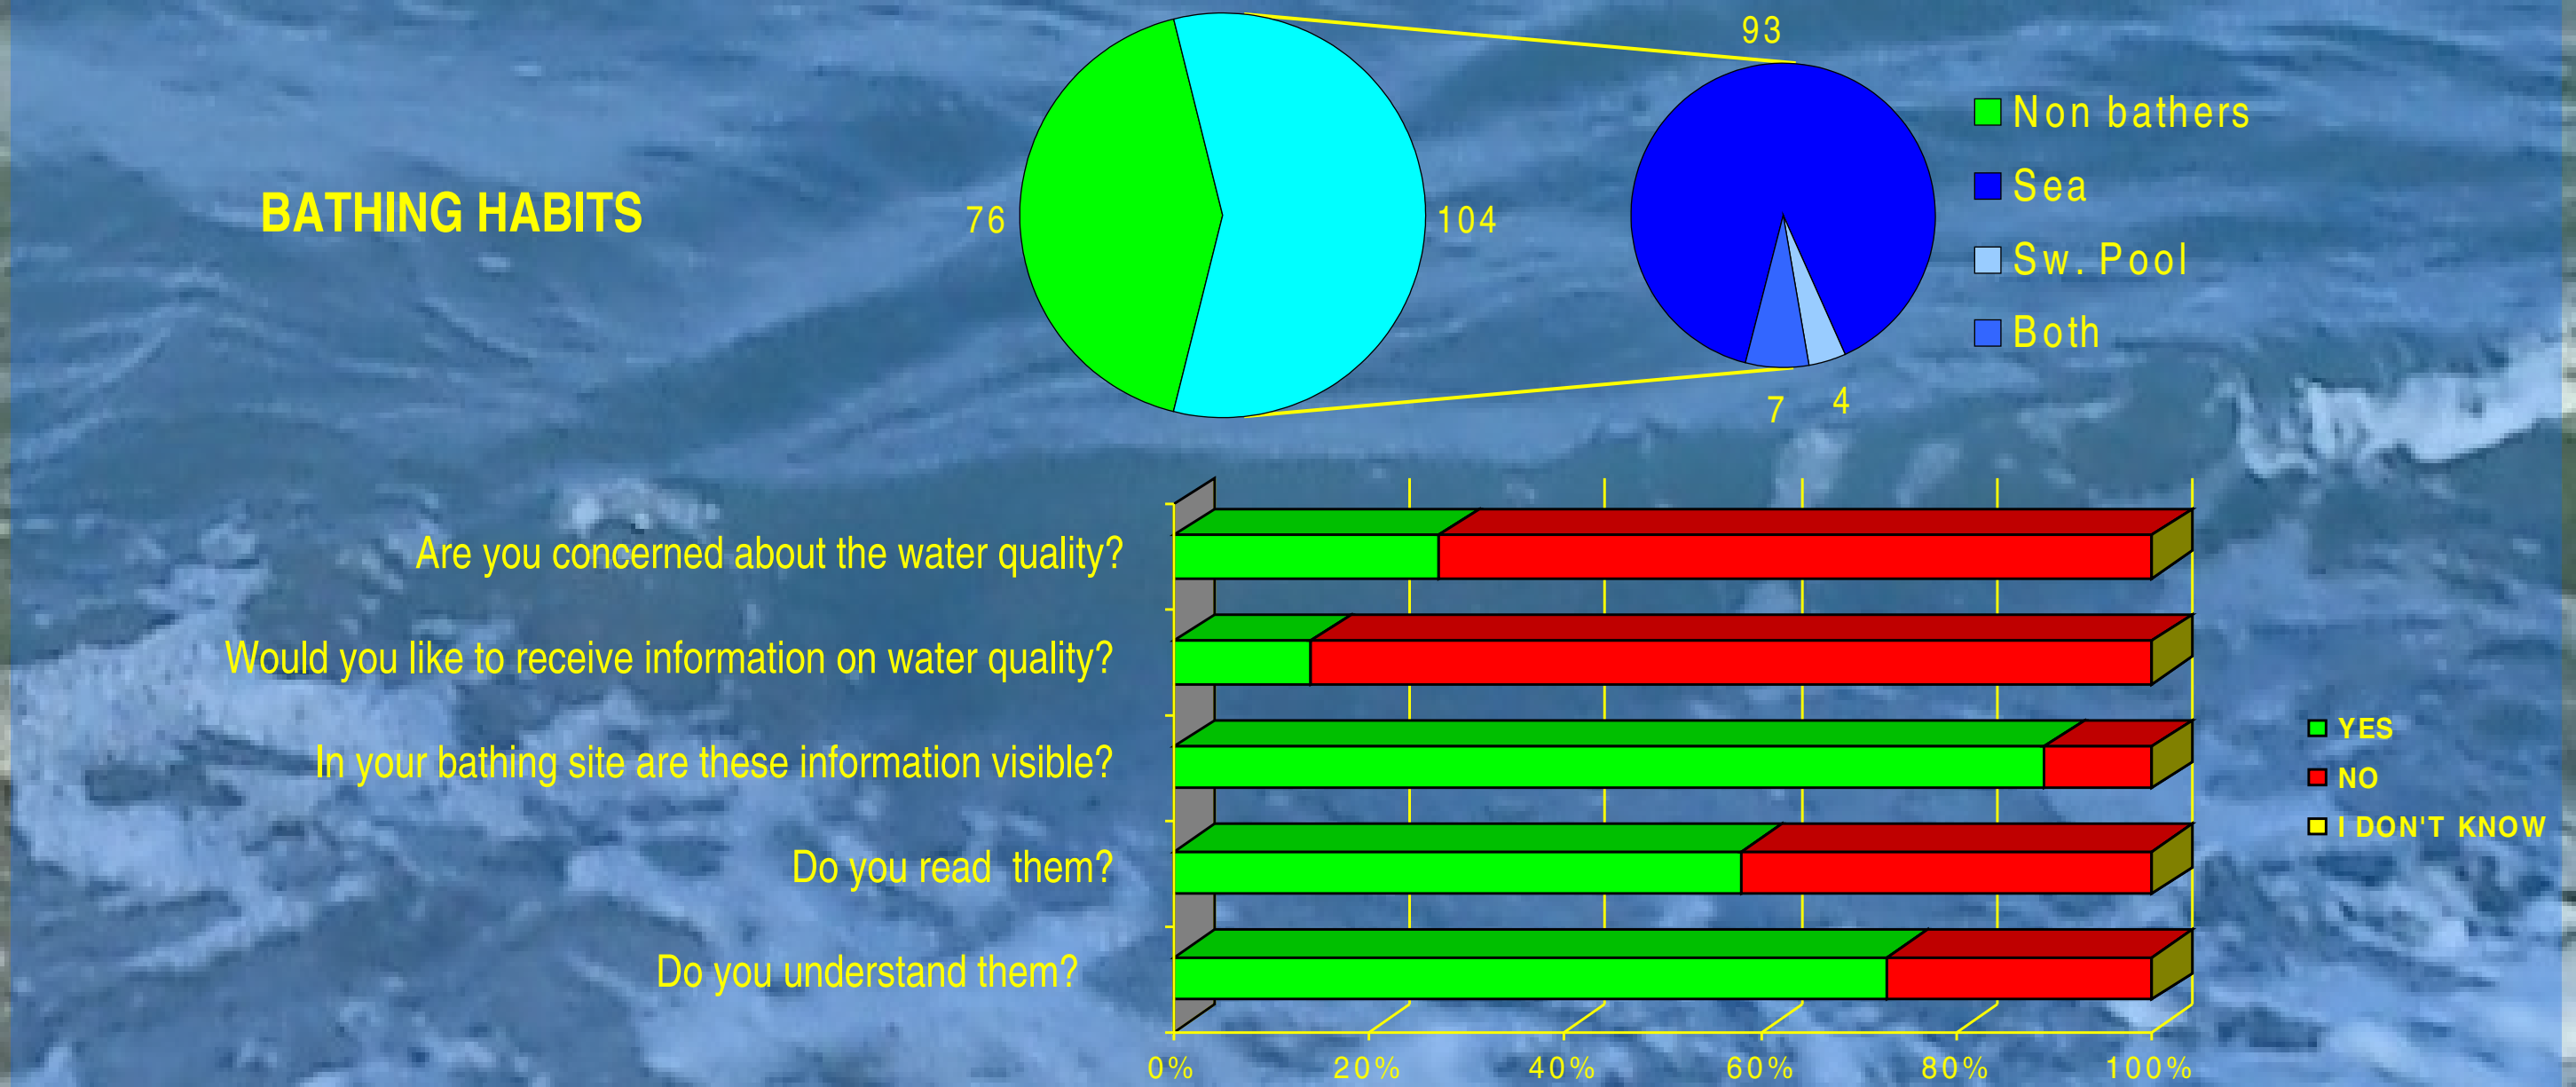 93
Non bathers
Sea
Sw. Pool
Both
BATHING HABITS
76
104
7
4
Are you concerned about the water quality?
Would you like to receive information on water quality?
In your bathing site are these information visible?
Do you read  them?
Do you understand them?
YES
NO
I DON'T KNOW
0% 20% 40% 60% 80% 100%